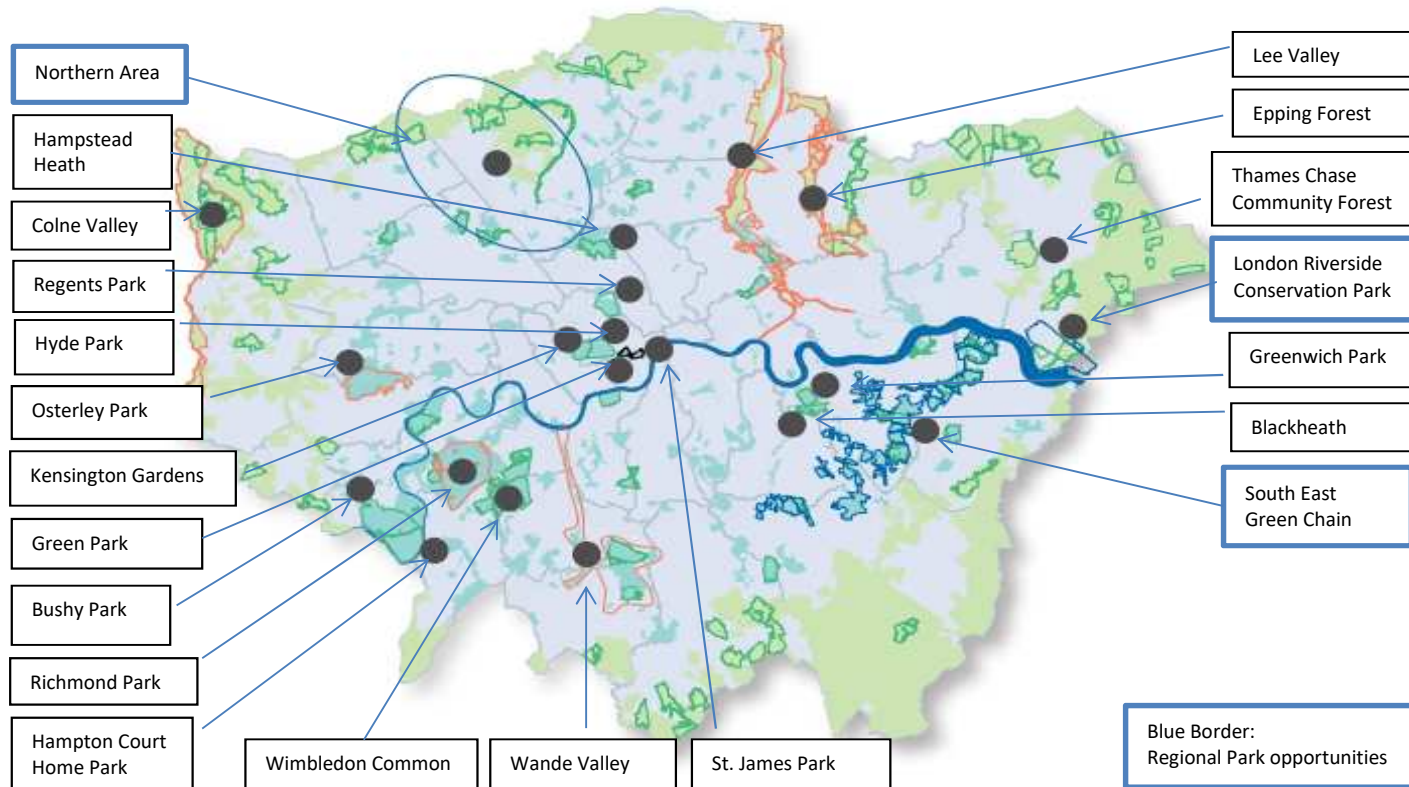 Northern Area
Hampstead
Heath
Colne Valley
Regents Park
Hyde Park
Osterley Park
Kensington Gardens
Green Park
Bushy Park
Richmond Park
Hampton Court
Home Park
Wimbledon Common
Wande Valley
St. James Park
Lee Valley
Epping Forest
Thames Chase
Community Forest
London Riverside
Conservation Park
Greenwich Park
Blackheath
South East
Green Chain
Blue Border:
Regional Park opportunities